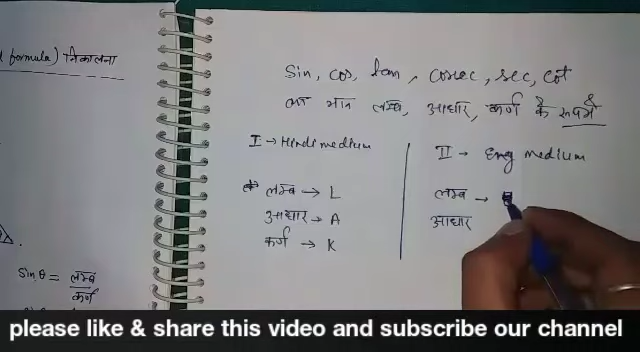 formula) निकालना
Sin θ = लम्ब
कर्ण
Sin, cos, tan, cosec, sec, cot
का मान लम्ब, आधार, कर्ण के रूपमें
I → Hindi medium
लम्ब → L
आधार → A
कर्ण → K
II → Eng medium
लम्ब →
आधार
please like & share this video and subscribe our channel